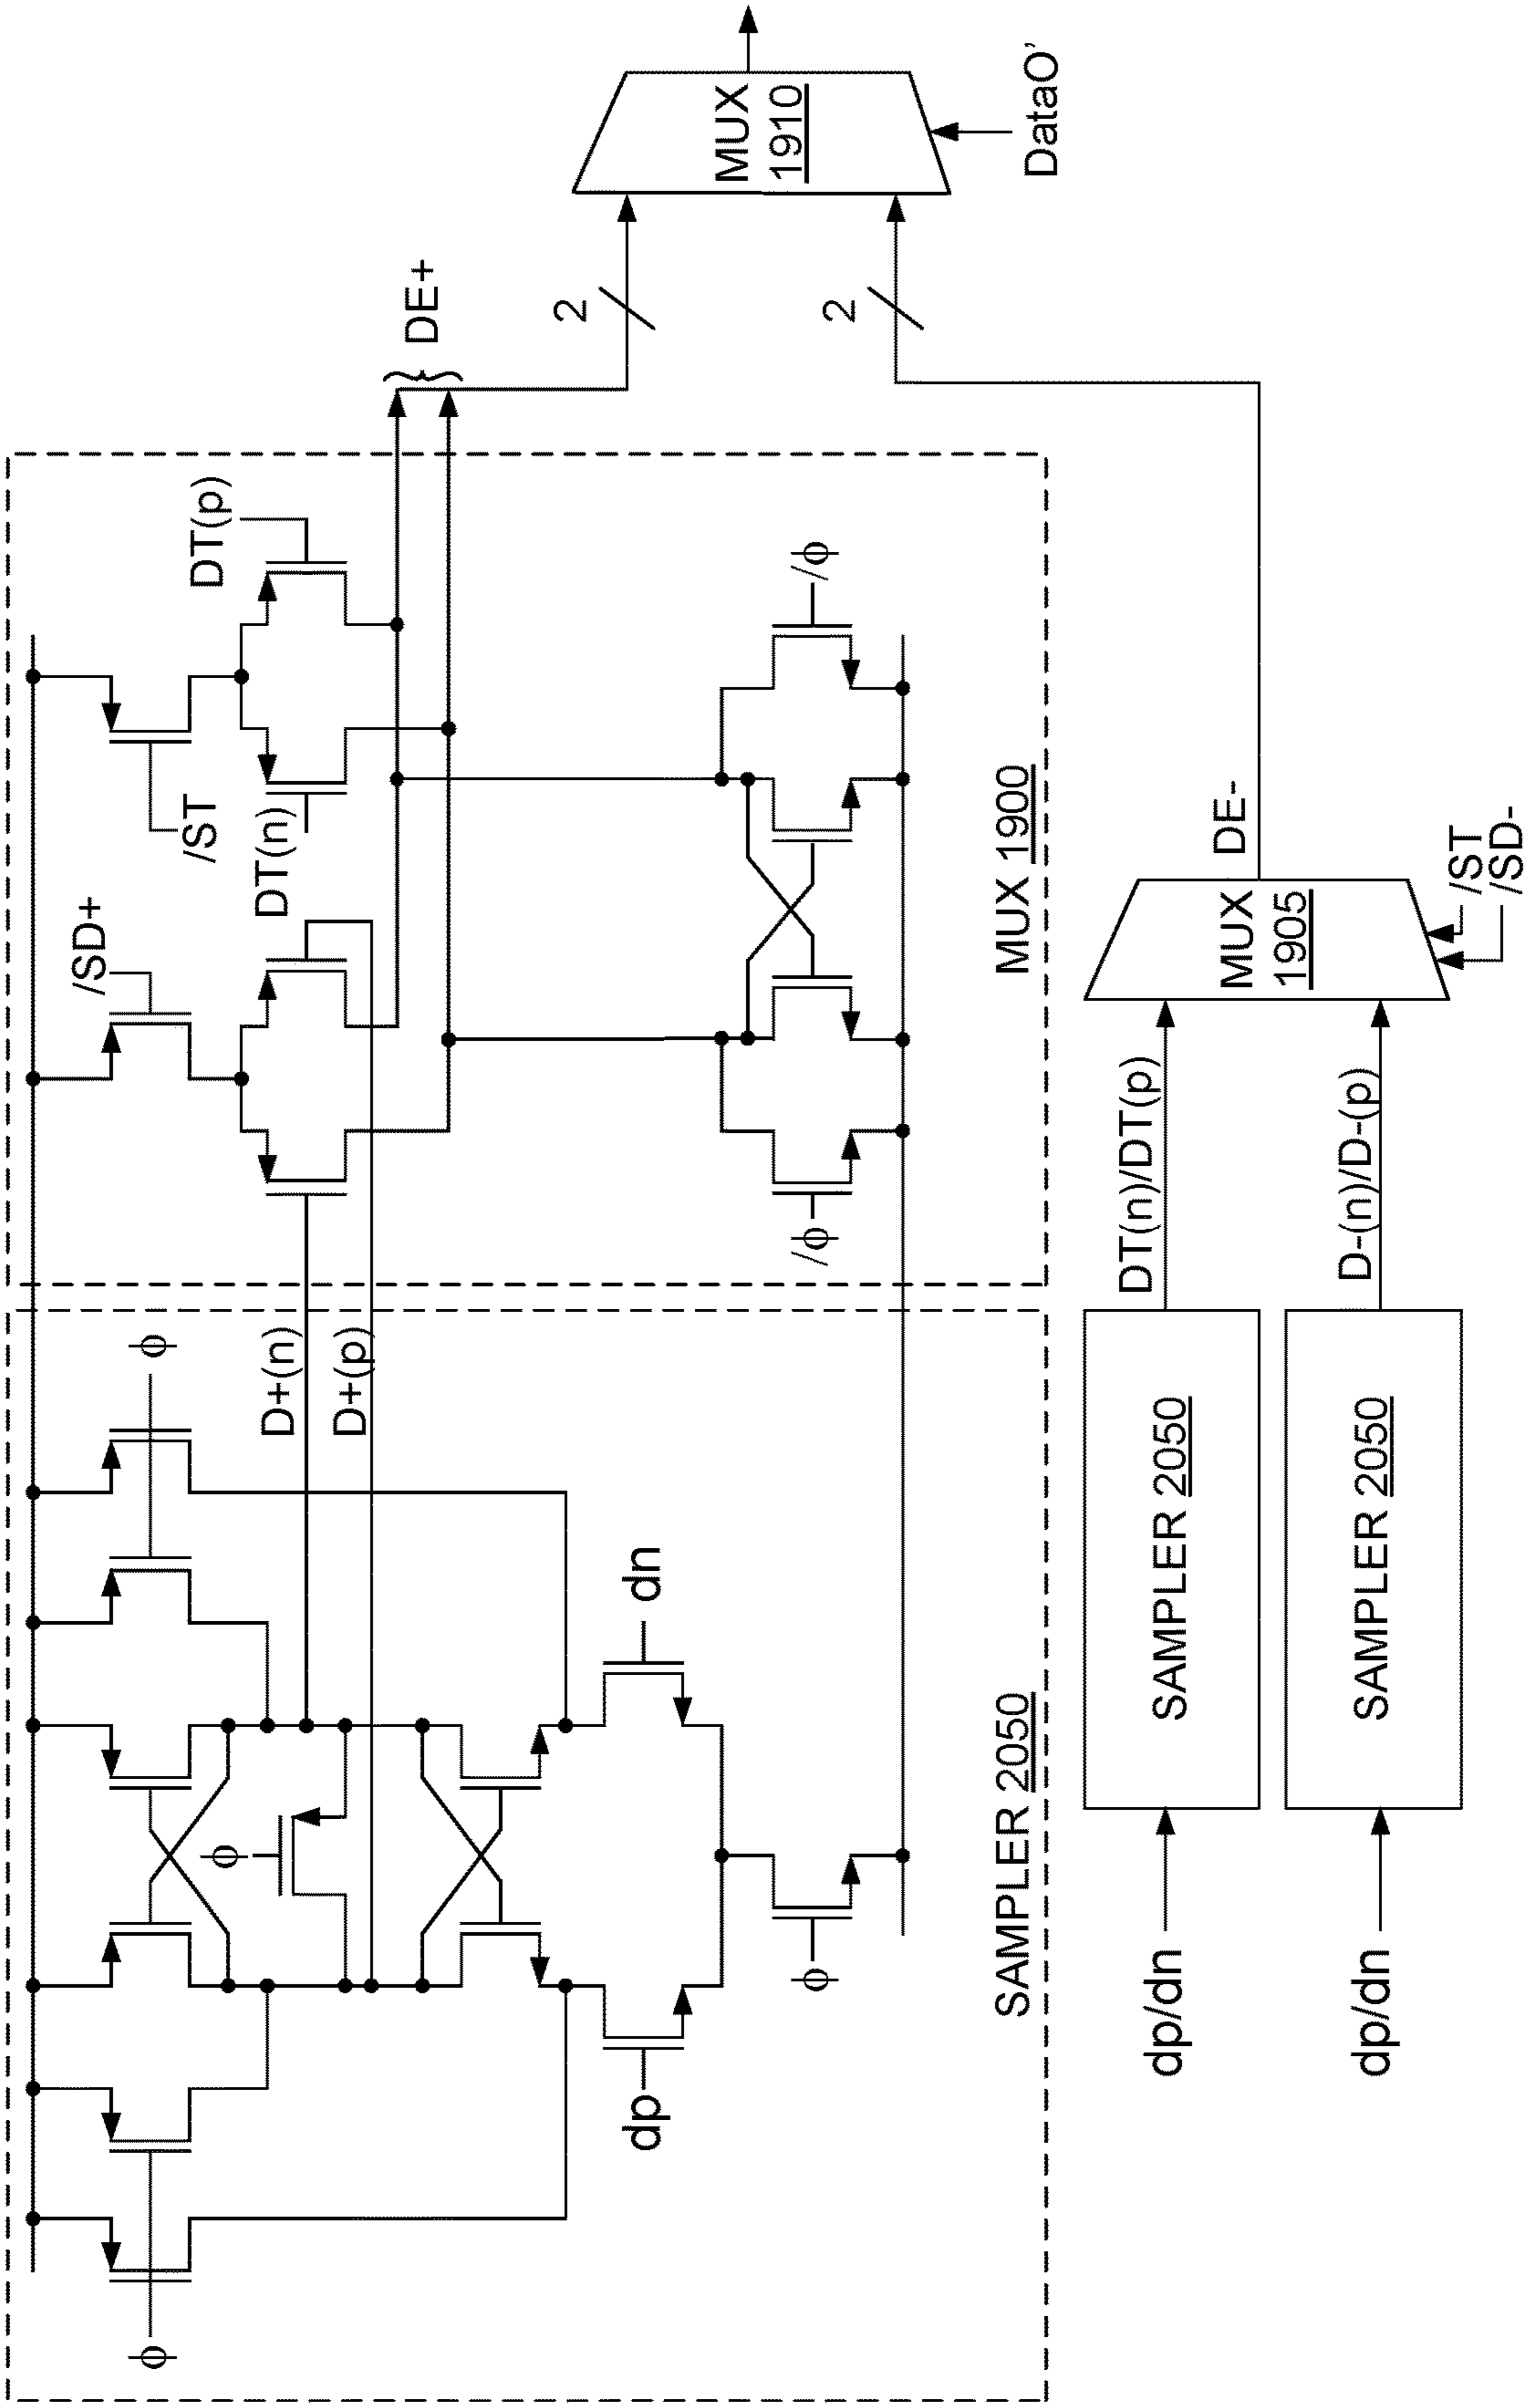 ϕ
ϕ
ϕ
dp
dn
ϕ
D+(n)
D+(p)
SAMPLER 2050
/SD+
/ST
DT(n)
DT(p)
/ϕ
/ϕ
MUX 1900
DE+
2
2
MUX
1910
DataO'
dp/dn
SAMPLER 2050
DT(n)/DT(p)
dp/dn
SAMPLER 2050
D-(n)/D-(p)
MUX
1905
DE-
/ST
/SD-